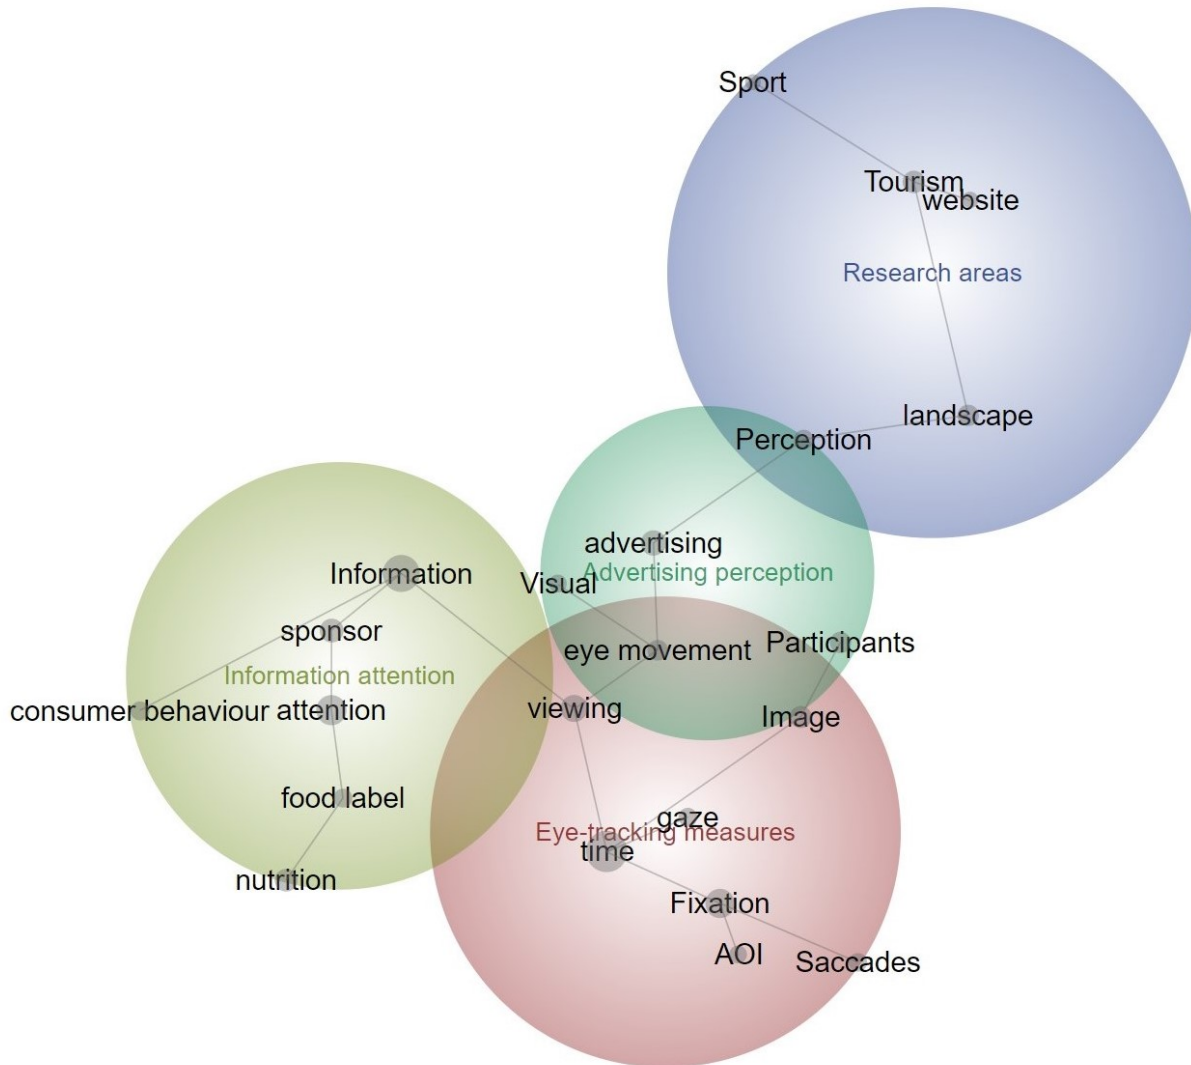 Sport
Tourism
website
Research areas
landscape
Perception
advertising
Advertising perception
Visual
Information
sponsor
eye movement
Participants
Information attention
consumer behaviour
attention
viewing
Image
food label
gaze
Eye-tracking measures
time
nutrition
Fixation
AOI
Saccades